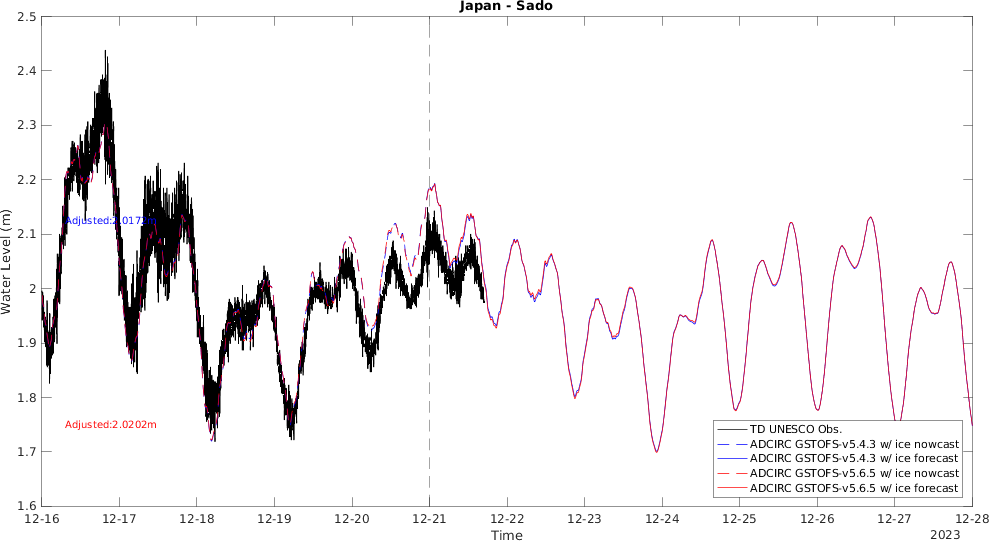 Japan - Sado
2.5
2.4
2.3
2.2
2.1
2
1.9
1.8
1.7
1.6
Water Level (m)
Adjusted:2.0172m
Adjusted:2.0202m
TD UNESCO Obs.
ADCIRC GSTOFS-v5.4.3 w/ ice nowcast
ADCIRC GSTOFS-v5.4.3 w/ ice forecast
ADCIRC GSTOFS-v5.6.5 w/ ice nowcast
ADCIRC GSTOFS-v5.6.5 w/ ice forecast
12-16 12-17 12-18 12-19 12-20 12-21 12-22 12-23 12-24 12-25 12-26 12-27 12-28
Time
2023